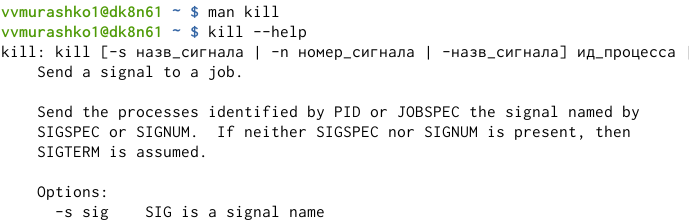 vvmurashko1@dk8n61 ~ $ man kill
vvmurashko1@dk8n61 ~ $ kill --help
kill: kill [-s назв_сигнала | -n номер_сигнала | -назв_сигнала] ид_процесса |
Send a signal to a job.
Send the processes identified by PID or JOBSPEC the signal named by
SIGSPEC or SIGNUM.  If neither SIGSPEC nor SIGNUM is present, then
SIGTERM is assumed.
Options:
-s sig    SIG is a signal name